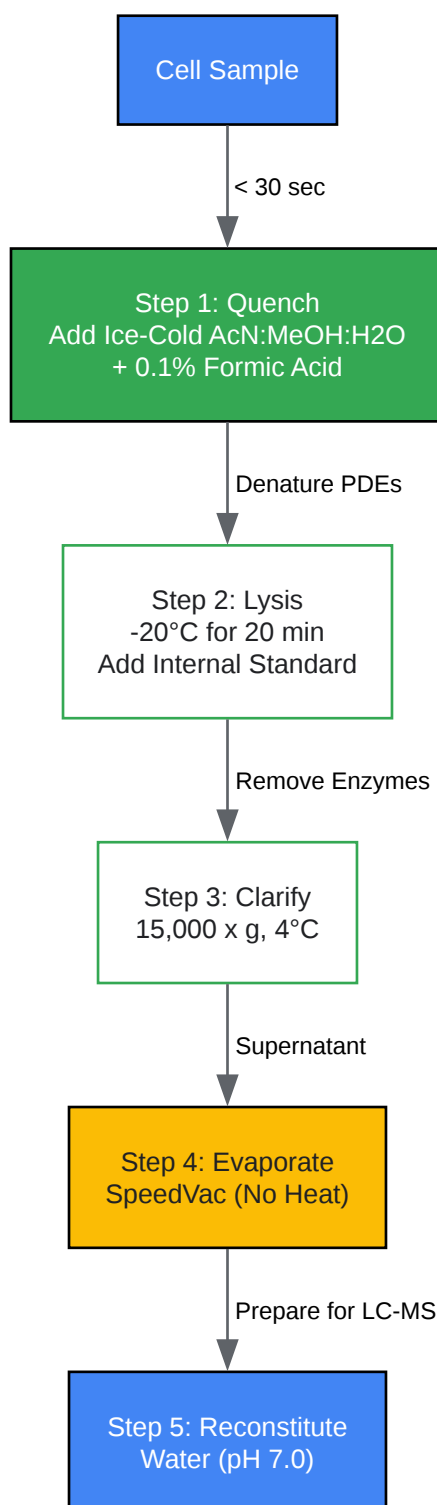 Cell Sample
< 30 sec
Step 1: Quench
Add Ice-Cold AcN:MeOH:H2O
+ 0.1% Formic Acid
Denature PDEs
Step 2: Lysis
-20°C for 20 min
Add Internal Standard
Remove Enzymes
Step 3: Clarify
15,000 x g, 4°C
Supernatant
Step 4: Evaporate
SpeedVac (No Heat)
Prepare for LC-MS
Step 5: Reconstitute
Water (pH 7.0)